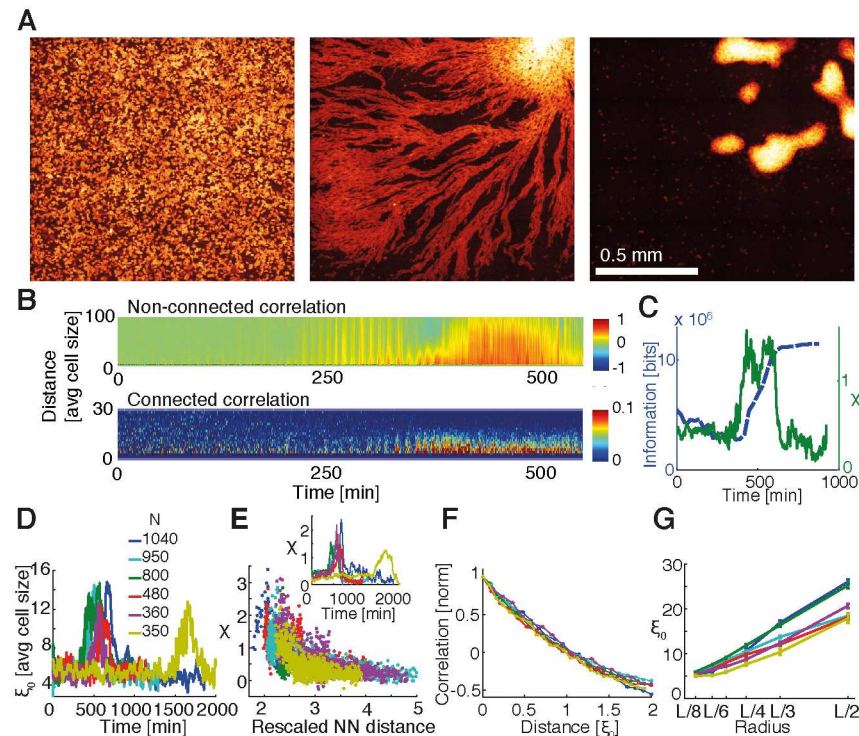 A
0.5 mm
B
Non-connected correlation
100
0
0 250 500
1
0
-1
Distance
[avg cell size]
Connected correlation
30
0
0 250 500
0.1
0
Time [min]
C
x 10^6
Information [bits]
10
0
1
0
χ
0 500 1000
Time [min]
D
N
1040
950
800
480
360
350
16
12
8
4
ξ0 [avg cell size]
0 500 1000 1500 2000
Time [min]
E
χ
2
1
0
0 1000 2000
Time [min]
χ
4
3
2
1
0
2 3 4 5
Rescaled NN distance
F
Correlation [norm]
1
0.5
0
-0.5
0 0.5 1 1.5 2
Distance [ξ0]
G
ξ0
30
25
20
15
10
5
0
L/8 L/6 L/4 L/3 L/2
Radius